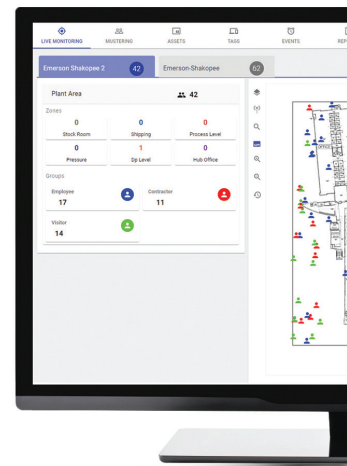 LIVE MONITORING MUSTERING ASSETS TAGS EVENTS
Emerson Shakopee 2 42 Emerson-Shakopee 62
Plant Area 42
Zones
0 0 0
Stock Room Shipping Process Level
0 1 0
Pressure Dp Level Hub Office
Groups
Employee Contractor
17 11
Visitor
14
OFFICE